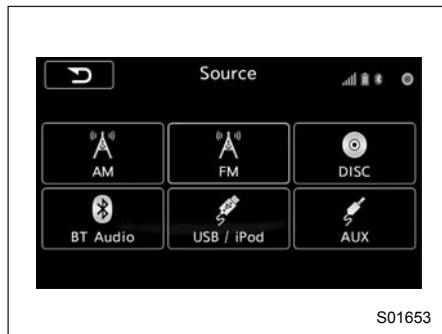 Source
AM
FM
DISC
BT Audio
USB / iPod
AUX
S01653